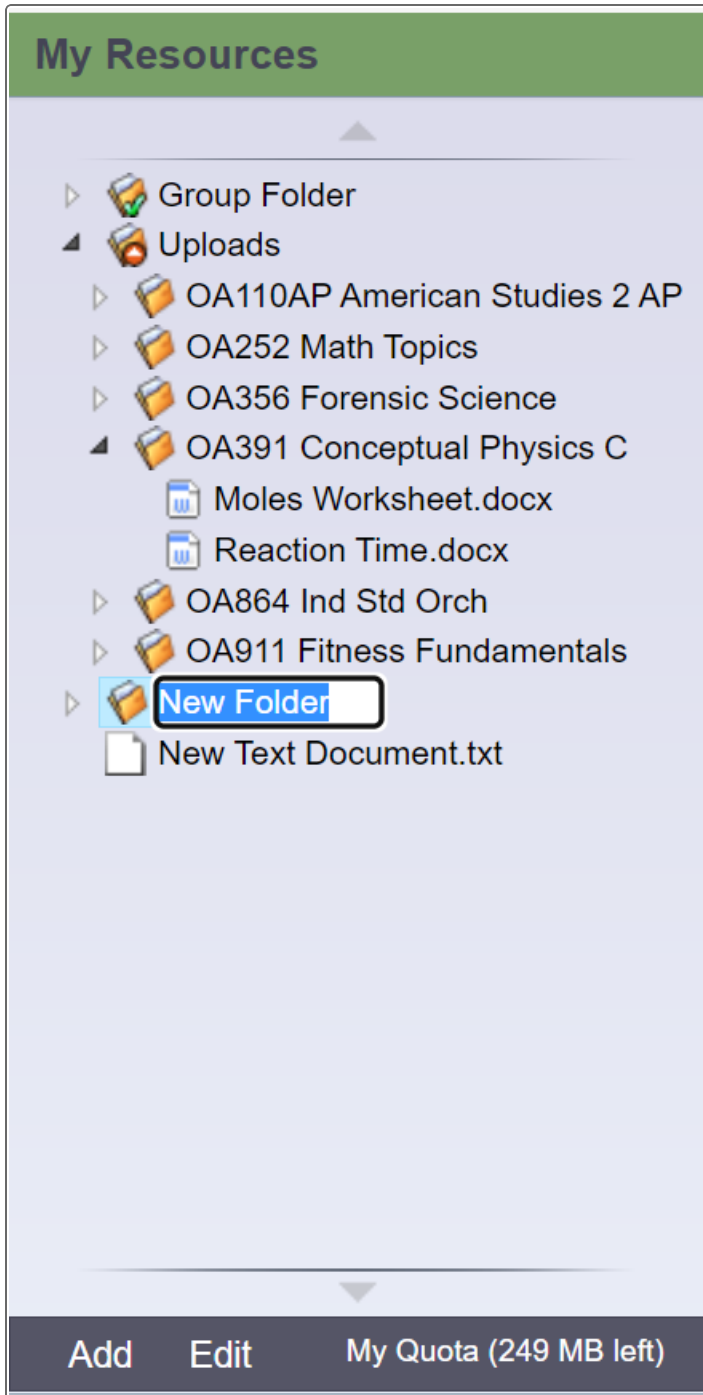 My Resources
Group Folder
Uploads
OA110AP American Studies 2 AP
OA252 Math Topics
OA356 Forensic Science
OA391 Conceptual Physics C
Moles Worksheet.docx
Reaction Time.docx
OA864 Ind Std Orch
OA911 Fitness Fundamentals
New Folder
New Text Document.txt
Add Edit My Quota (249 MB left)